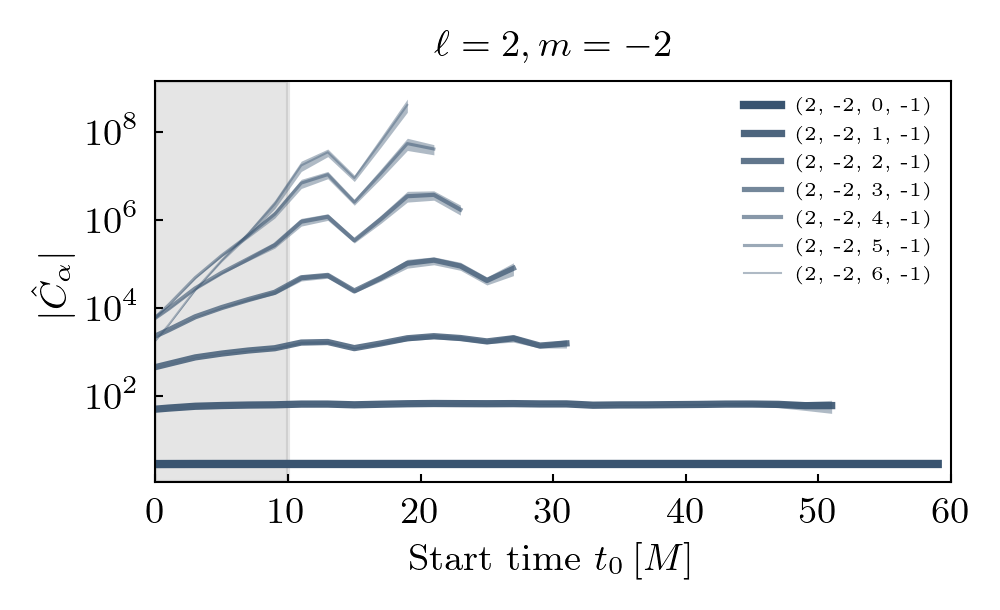 ℓ = 2, m = −2
|Ĉ_α|
10^8
10^6
10^4
10^2
(2, -2, 0, -1)
(2, -2, 1, -1)
(2, -2, 2, -1)
(2, -2, 3, -1)
(2, -2, 4, -1)
(2, -2, 5, -1)
(2, -2, 6, -1)
0 10 20 30 40 50 60
Start time t_0 [M]